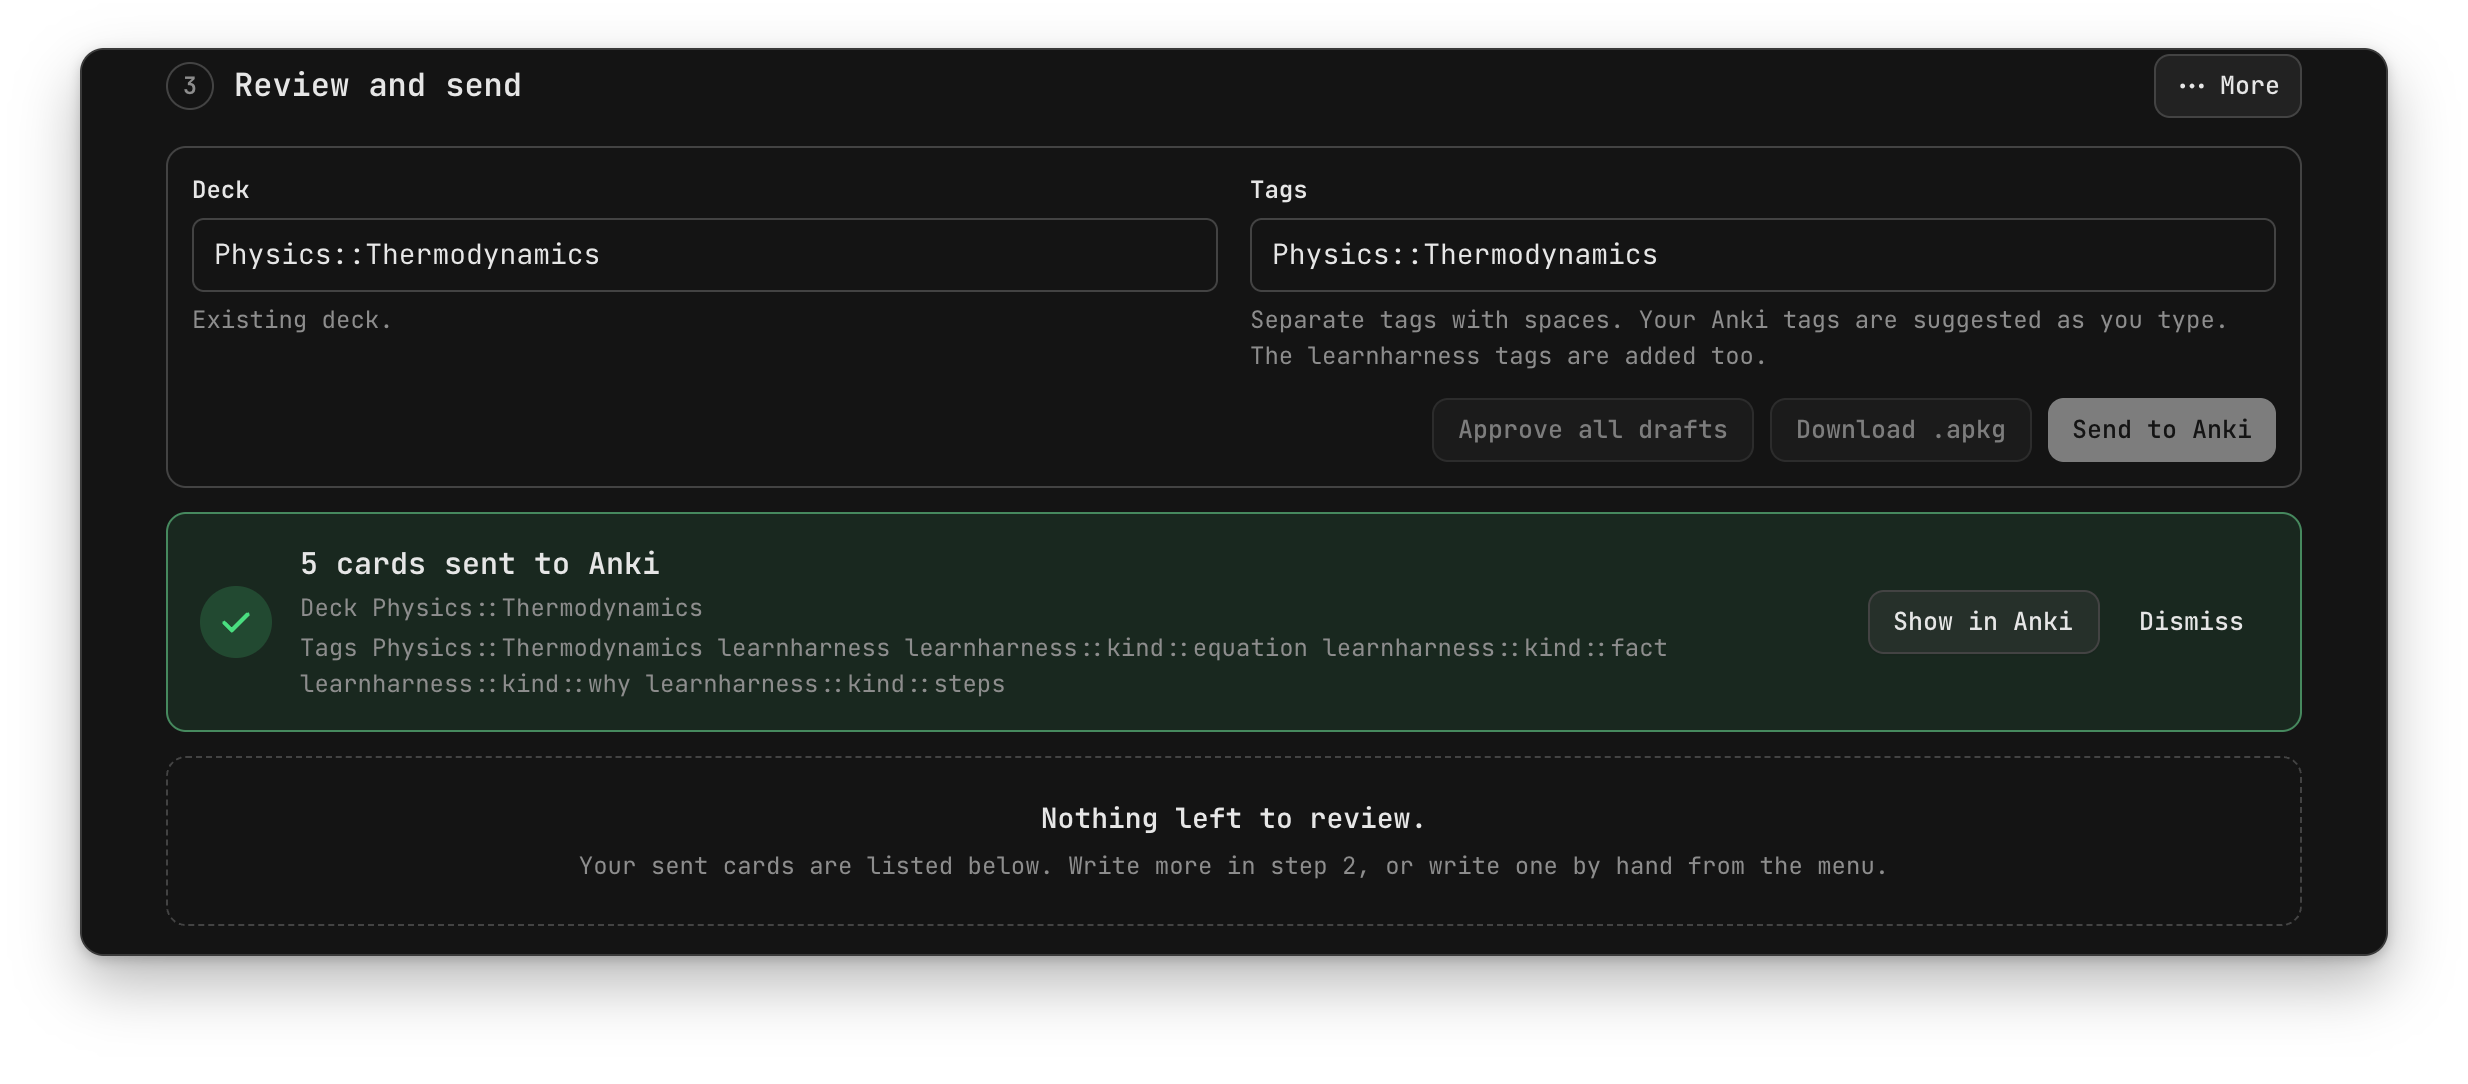 3 Review and send
··· More
Deck
Physics::Thermodynamics
Existing deck.
Tags
Physics::Thermodynamics
Separate tags with spaces. Your Anki tags are suggested as you type.
The learnharness tags are added too.
Approve all drafts
Download .apkg
Send to Anki
5 cards sent to Anki
Deck Physics::Thermodynamics
Tags Physics::Thermodynamics learnharness learnharness::kind::equation learnharness::kind::fact
learnharness::kind::why learnharness::kind::steps
Show in Anki
Dismiss
Nothing left to review.
Your sent cards are listed below. Write more in step 2, or write one by hand from the menu.